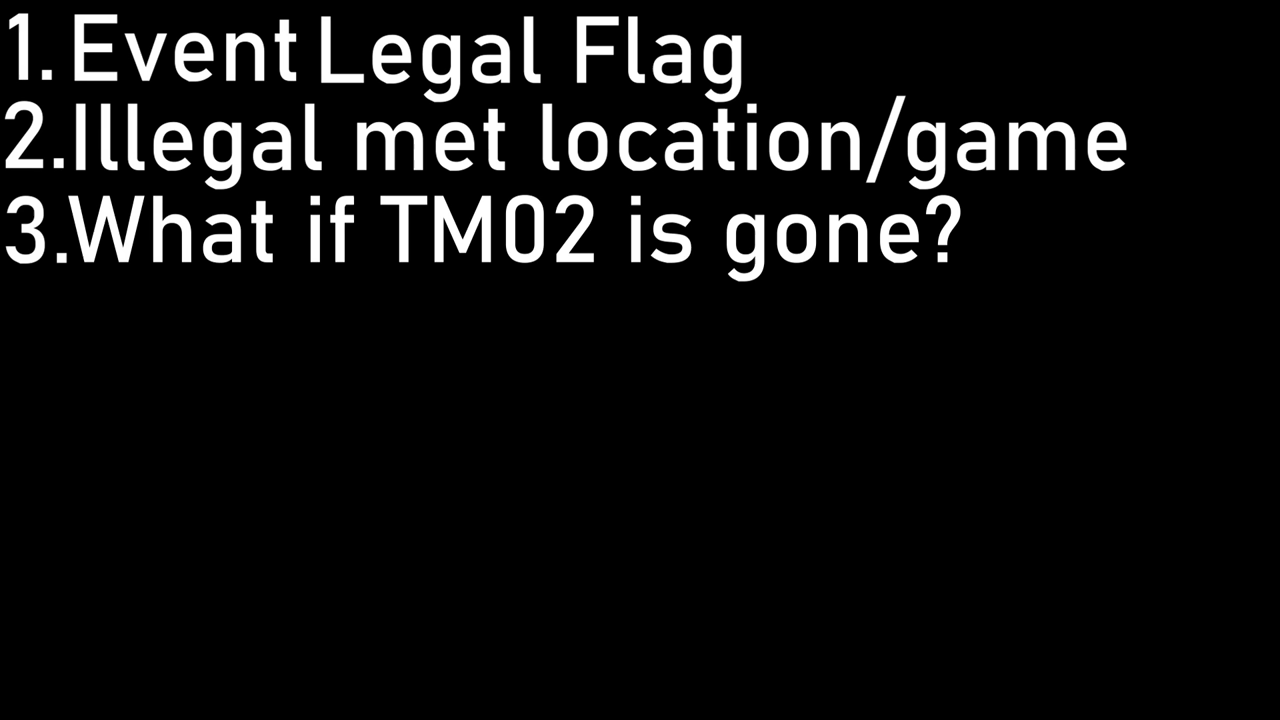 1. Event Legal Flag
2.Illegal met location/game
3.What if TM02 is gone?